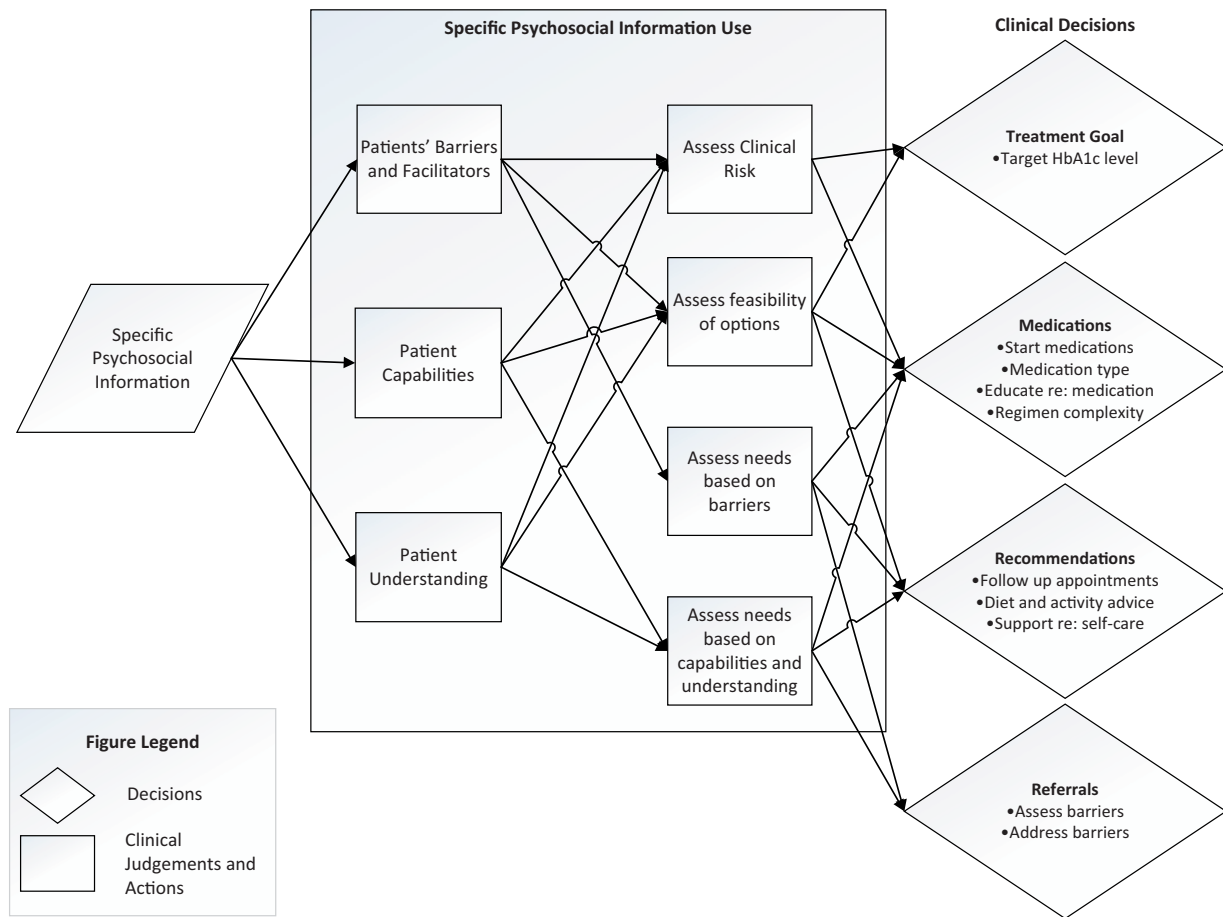 Specific Psychosocial Information Use
Clinical Decisions
Specific
Psychosocial
Information
Patients’ Barriers
and Facilitators
Patient
Capabilities
Patient
Understanding
Assess Clinical
Risk
Assess feasibility
of options
Assess needs
based on
barriers
Assess needs
based on
capabilities and
understanding
Treatment Goal
•Target HbA1c level
Medications
•Start medications
•Medication type
•Educate re: medication
•Regimen complexity
Recommendations
•Follow up appointments
•Diet and activity advice
•Support re: self-care
Referrals
•Assess barriers
•Address barriers
Figure Legend
Decisions
Clinical
Judgements and
Actions